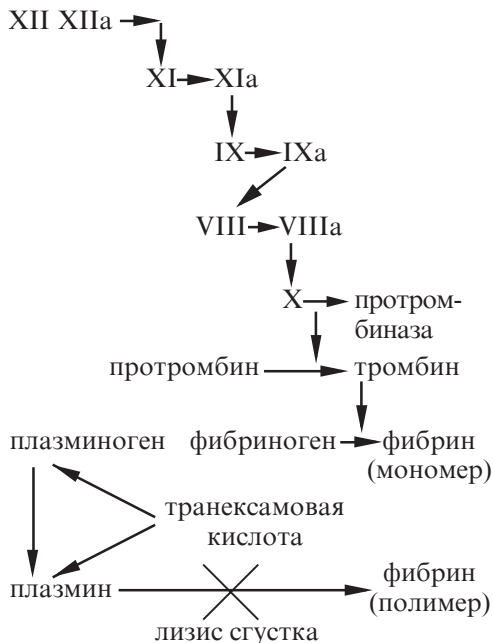 XII XIIa
XI XIa
IX IXa
VIII VIIIa
X протром-
биназа
протромбин тромбин
плазминоген фибриноген фибрин
(мономер)
транексамовая
кислота
плазмин фибрин
(полимер)
лизис сгустка